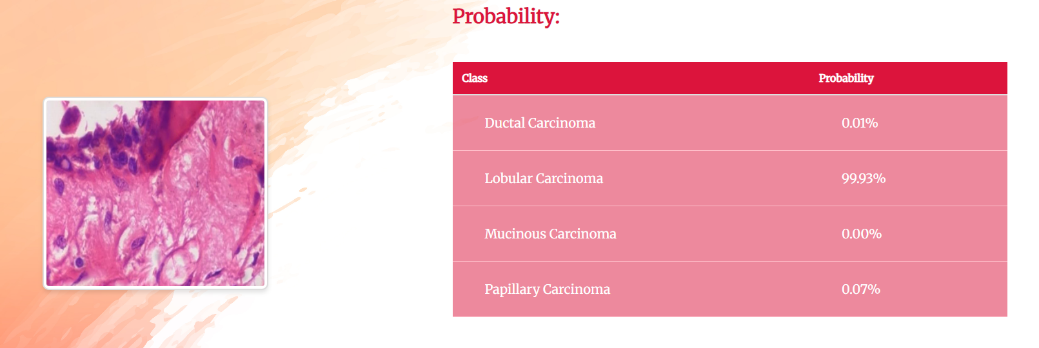 Probability:
Class Probability
Ductal Carcinoma 0.01%
Lobular Carcinoma 99.93%
Mucinous Carcinoma 0.00%
Papillary Carcinoma 0.07%